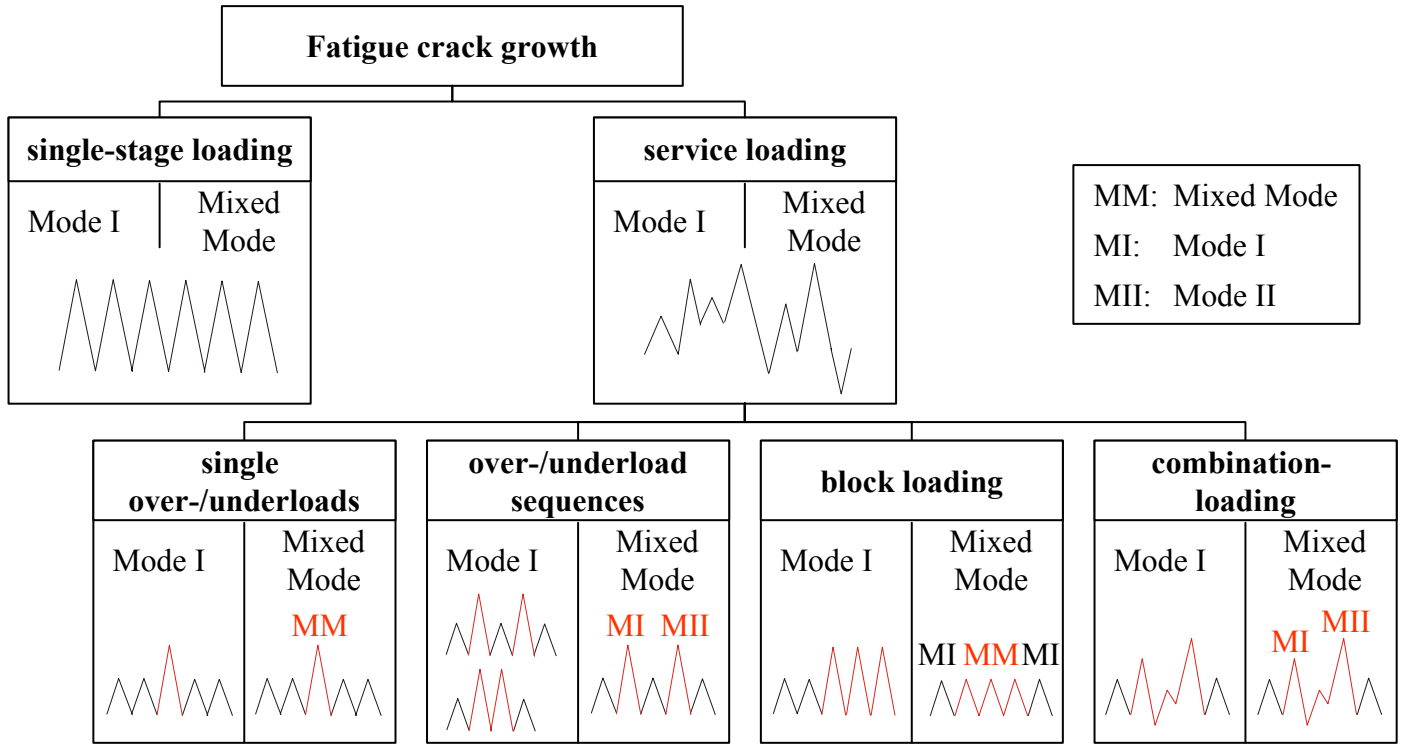 Fatigue crack growth
single-stage loading
Mode I
Mixed
Mode
service loading
Mode I
Mixed
Mode
MM: Mixed Mode
MI: Mode I
MII: Mode II
single
over-/underloads
Mode I
Mixed
Mode
MM
over-/underload
sequences
Mode I
Mixed
Mode
MI MII
block loading
Mode I
Mixed
Mode
MI MM MI
combination-
loading
Mode I
Mixed
Mode
MI
MII